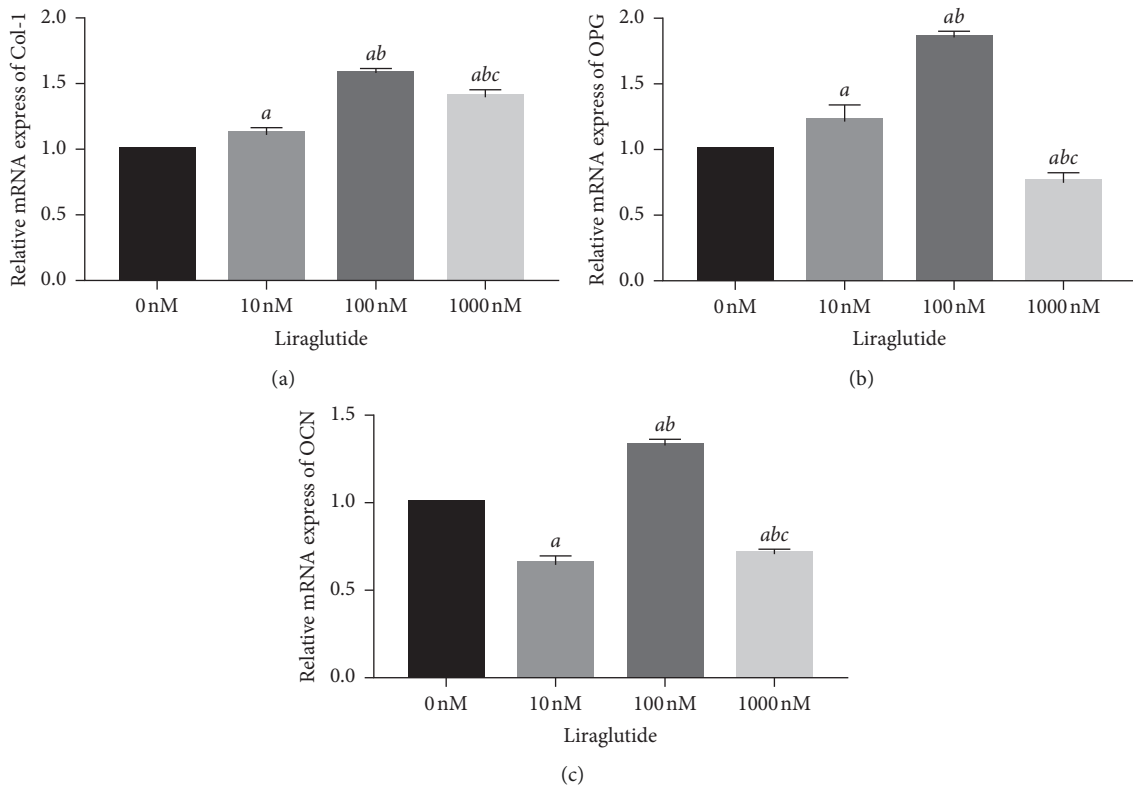 Relative mRNA express of Col-1
2.0
1.5
1.0
0.5
0.0
a
ab
abc
0 nM
10 nM
100 nM
1000 nM
Liraglutide
(a)
Relative mRNA express of OPG
2.0
1.5
1.0
0.5
0.0
a
ab
abc
0 nM
10 nM
100 nM
1000 nM
Liraglutide
(b)
Relative mRNA express of OCN
1.5
1.0
0.5
0.0
a
ab
abc
0 nM
10 nM
100 nM
1000 nM
Liraglutide
(c)